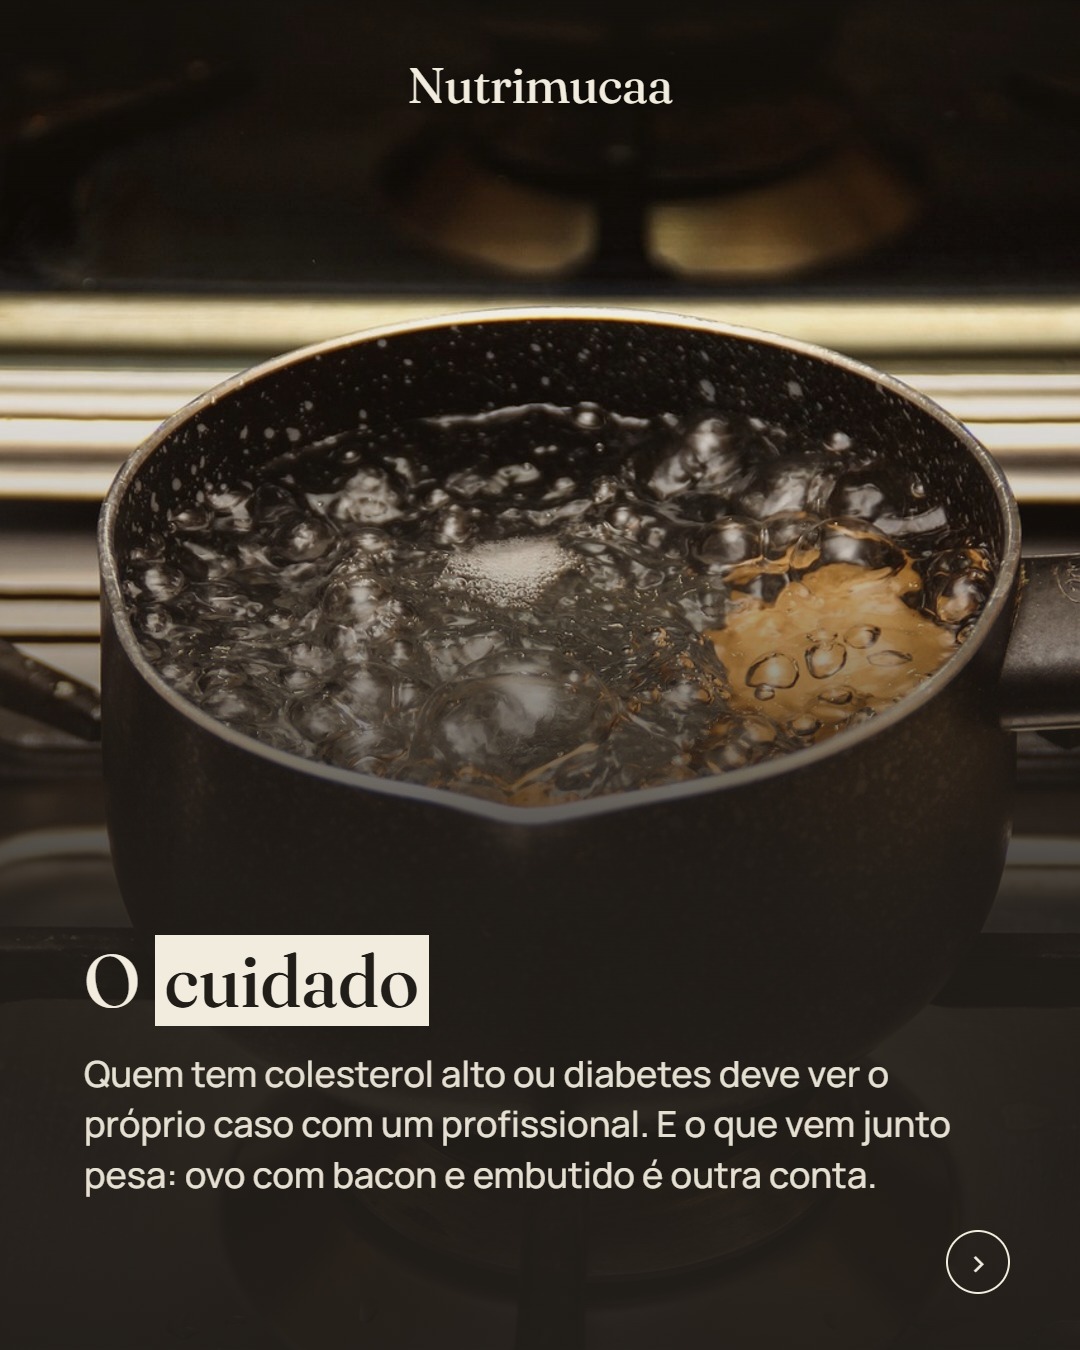 Nutrimucaa
O cuidado
Quem tem colesterol alto ou diabetes deve ver o
próprio caso com um profissional. E o que vem junto
pesa: ovo com bacon e embutido é outra conta.